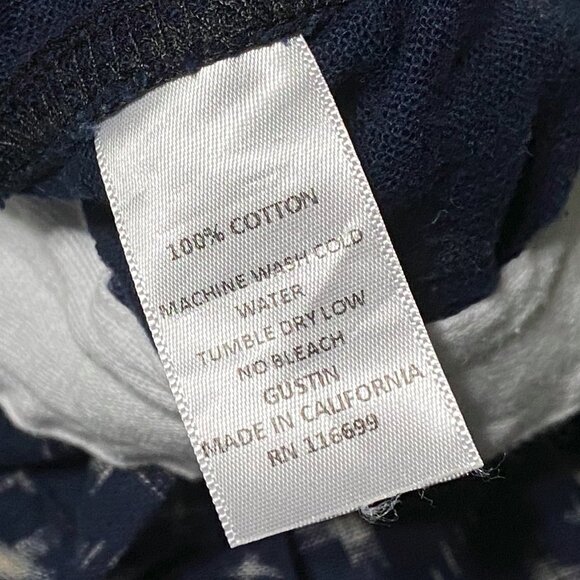 100% COTTON
MACHINE WASH COLD
WATER
TUMBLE DRY LOW
NO BLEACH
GUSTIN
MADE IN CALIFORNIA
RN 116699